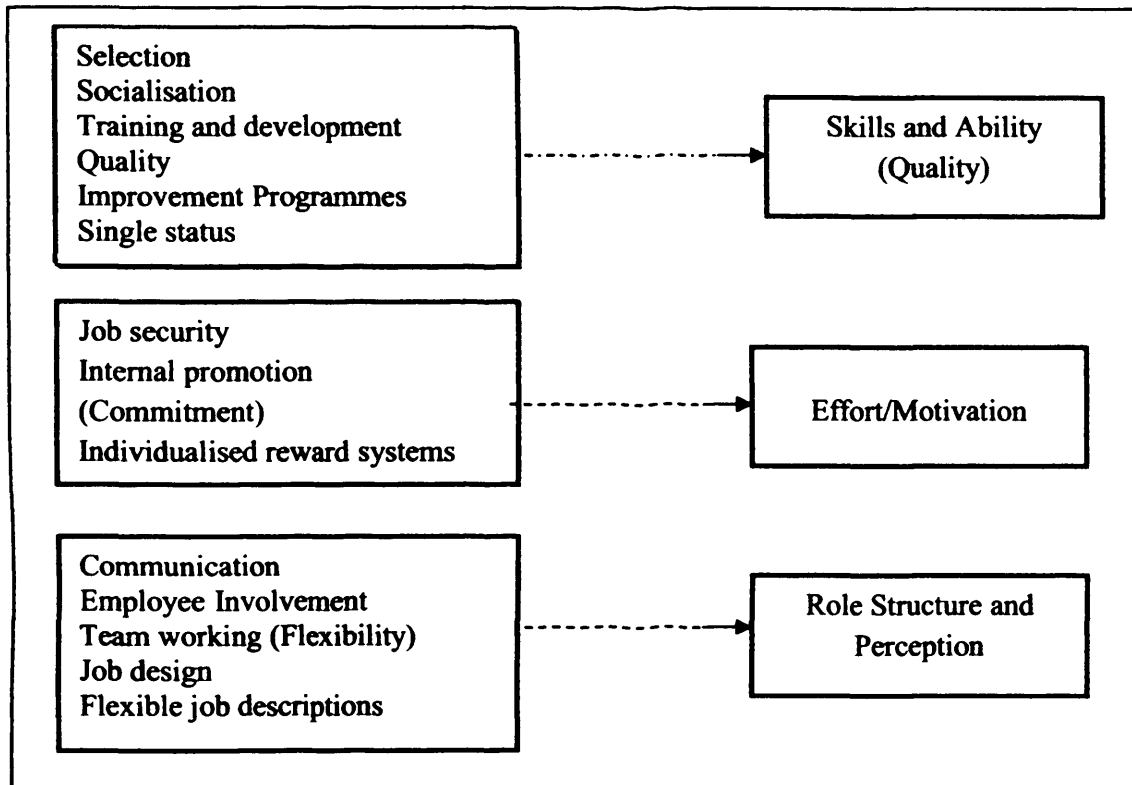 Selection
Socialisation
Training and development
Quality
Improvement Programmes
Single status
Skills and Ability
(Quality)
Job security
Internal promotion
(Commitment)
Individualised reward systems
Effort/Motivation
Communication
Employee Involvement
Team working (Flexibility)
Job design
Flexible job descriptions
Role Structure and
Perception